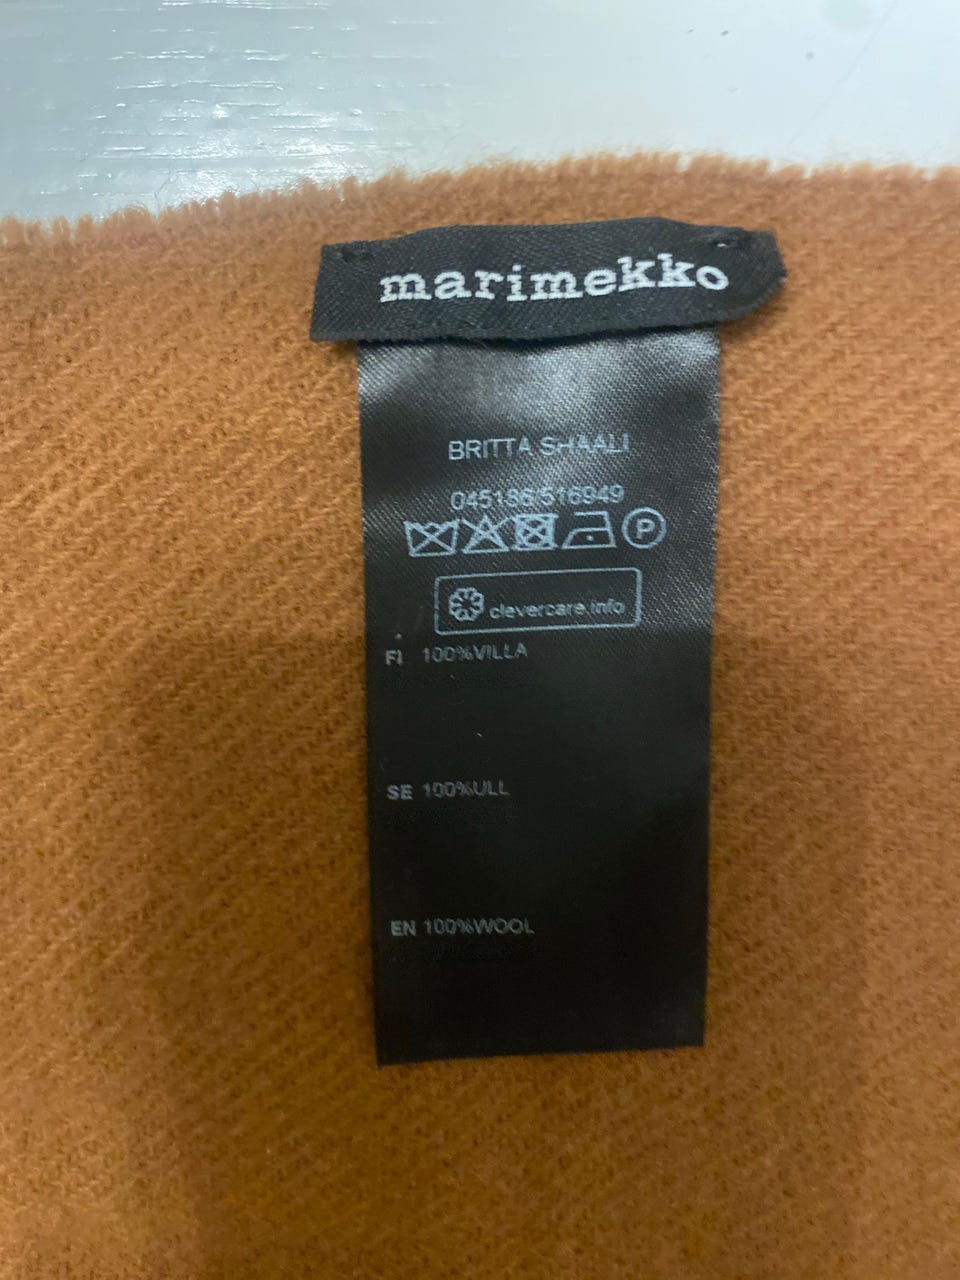 marimekko
BRITTA SHAALI
045186 516949
P
clevercare.info
FI 100%VILLA
SE 100%ULL
EN 100%WOOL